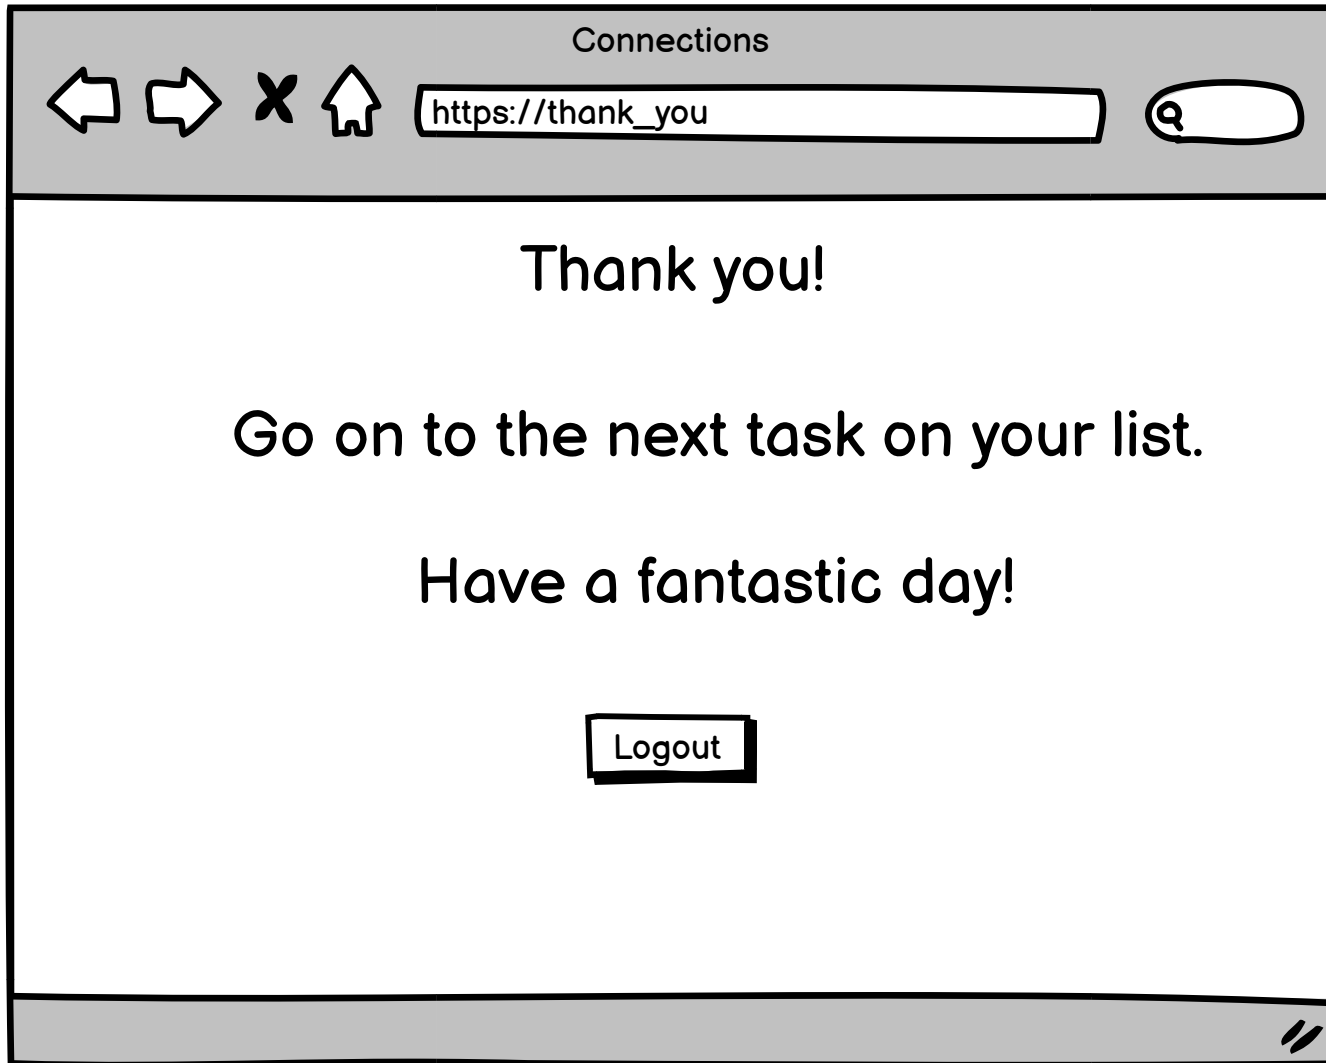 Connections
https://thank_you
Thank you!
Go on to the next task on your list.
Have a fantastic day!
Logout